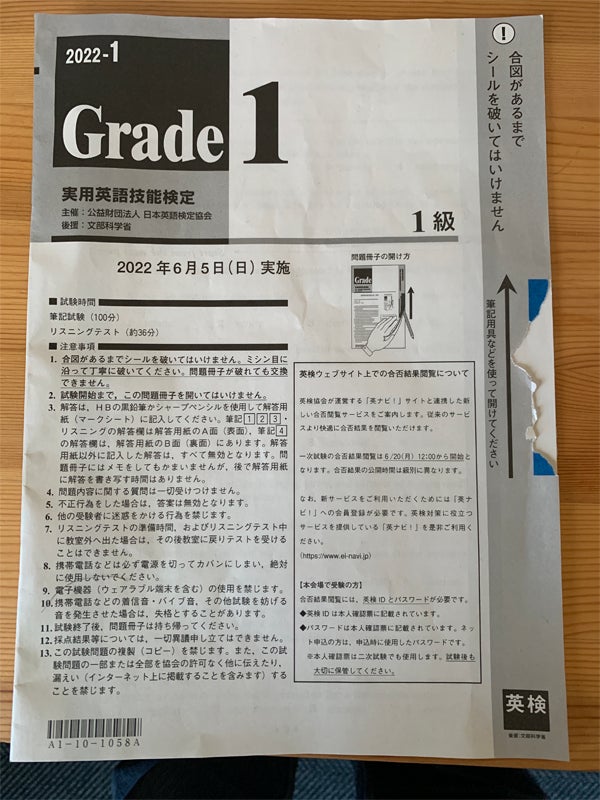 2022-1
Grade 1
実用英語技能検定
主催：公益財団法人 日本英語検定協会
後援：文部科学省
1級
2022年6月5日(日) 実施
■試験時間
筆記試験（100分）
リスニングテスト（約36分）
■注意事項
1. 合図があるまでシールを破いてはいけません。ミシン目に
沿って丁寧に破いてください。問題冊子が破れても交換
できません。
2. 試験開始まで，この問題冊子を開いてはいけません。
3. 解答は，HBの黒鉛筆かシャープペンシルを使用して解答用
紙（マークシート）に記入してください。筆記1 2 3・
リスニングの解答欄は解答用紙のA面（表面），筆記4
の解答欄は，解答用紙のB面（裏面）にあります。解答
用紙以外に記入した解答は，すべて無効となります。問
題冊子にはメモをしてもかまいませんが，後で解答用紙
に解答を書き写す時間はありません。
4. 問題内容に関する質問は一切受けつけません。
5. 不正行為をした場合は，答案は無効となります。
6. 他の受験者に迷惑をかける行為を禁じます。
7. リスニングテストの準備時間，およびリスニングテスト中
に教室外へ出た場合は，その後教室に戻りテストを受ける
ことはできません。
8. 携帯電話などは必ず電源を切ってカバンにしまい，絶対
に使用しないでください。
9. 電子機器（ウェアラブル端末を含む）の使用を禁じます。
10. 携帯電話などの着信音・バイブ音，その他試験を妨げる
音を発生させた場合は，失格とすることがあります。
11. 試験終了後，問題冊子は持ち帰ってください。
12. 採点結果等については，一切異議申し立てはできません。
13. この試験問題の複製（コピー）を禁じます。また，この試
験問題の一部または全部を協会の許可なく他に伝えたり，
漏えい（インターネット上に掲載することを含みます）する
ことを禁じます。
A1-10-1058A
問題冊子の開け方
Grade
英検ウェブサイト上での合否結果閲覧について
英検協会が運営する「英ナビ！」サイトと連携した新
しい合否閲覧サービスをご案内します。従来のサービ
スより快適に合否結果を閲覧いただけます。
一次試験の合否結果閲覧は 6/20(月) 12:00から開始と
なります。合否結果の公開時間は級別に異なります。
なお、新サービスをご利用いただくためには「英ナ
ビ！」への会員登録が必要です。英検対策に役立つ
サービスを提供している「英ナビ！」を是非ご利用く
ださい。
(https://www.ei-navi.jp)
【本会場で受験の方】
合否結果閲覧には、英検IDとパスワードが必要です。
◆英検IDは本人確認票に記載されています。
◆パスワードは本人確認票に記載されています。ネッ
ト申込の方は、申込時に使用したパスワードです。
※本人確認票は二次試験でも使用します。試験後も
大切に保管してください。
！
合図があるまで
シールを破いてはいけません
筆記用具などを使って開けてください
英検
後援：文部科学省